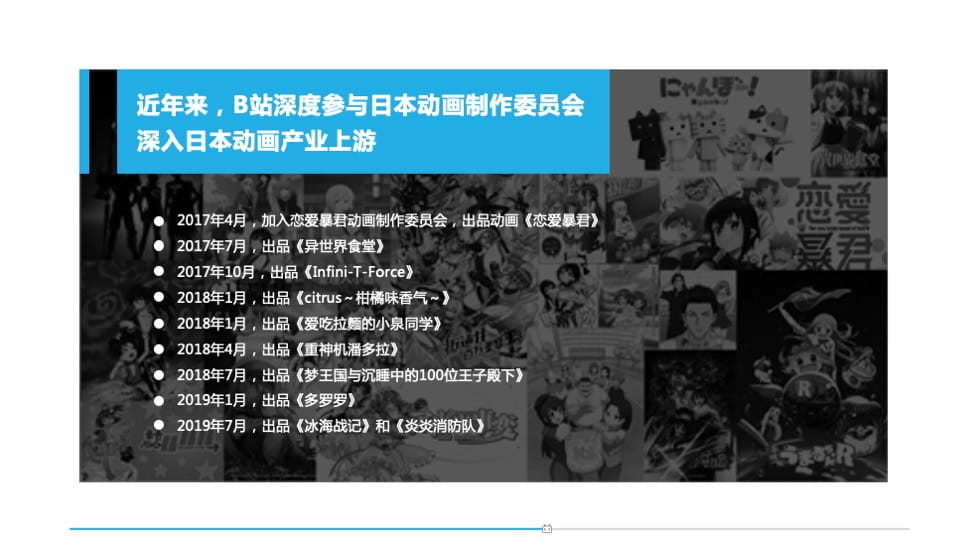 近年来，B站深度参与日本动画制作委员会
深入日本动画产业上游
にゃんぼー！
恋愛
暴君
● 2017年4月，加入恋爱暴君动画制作委员会，出品动画《恋爱暴君》
● 2017年7月，出品《异世界食堂》
● 2017年10月，出品《Infini-T-Force》
● 2018年1月，出品《citrus～柑橘味香气～》
● 2018年1月，出品《爱吃拉麵的小泉同学》
● 2018年4月，出品《重神机潘多拉》
● 2018年7月，出品《梦王国与沉睡中的100位王子殿下》
● 2019年1月，出品《多罗罗》
● 2019年7月，出品《冰海战记》和《炎炎消防队》
R